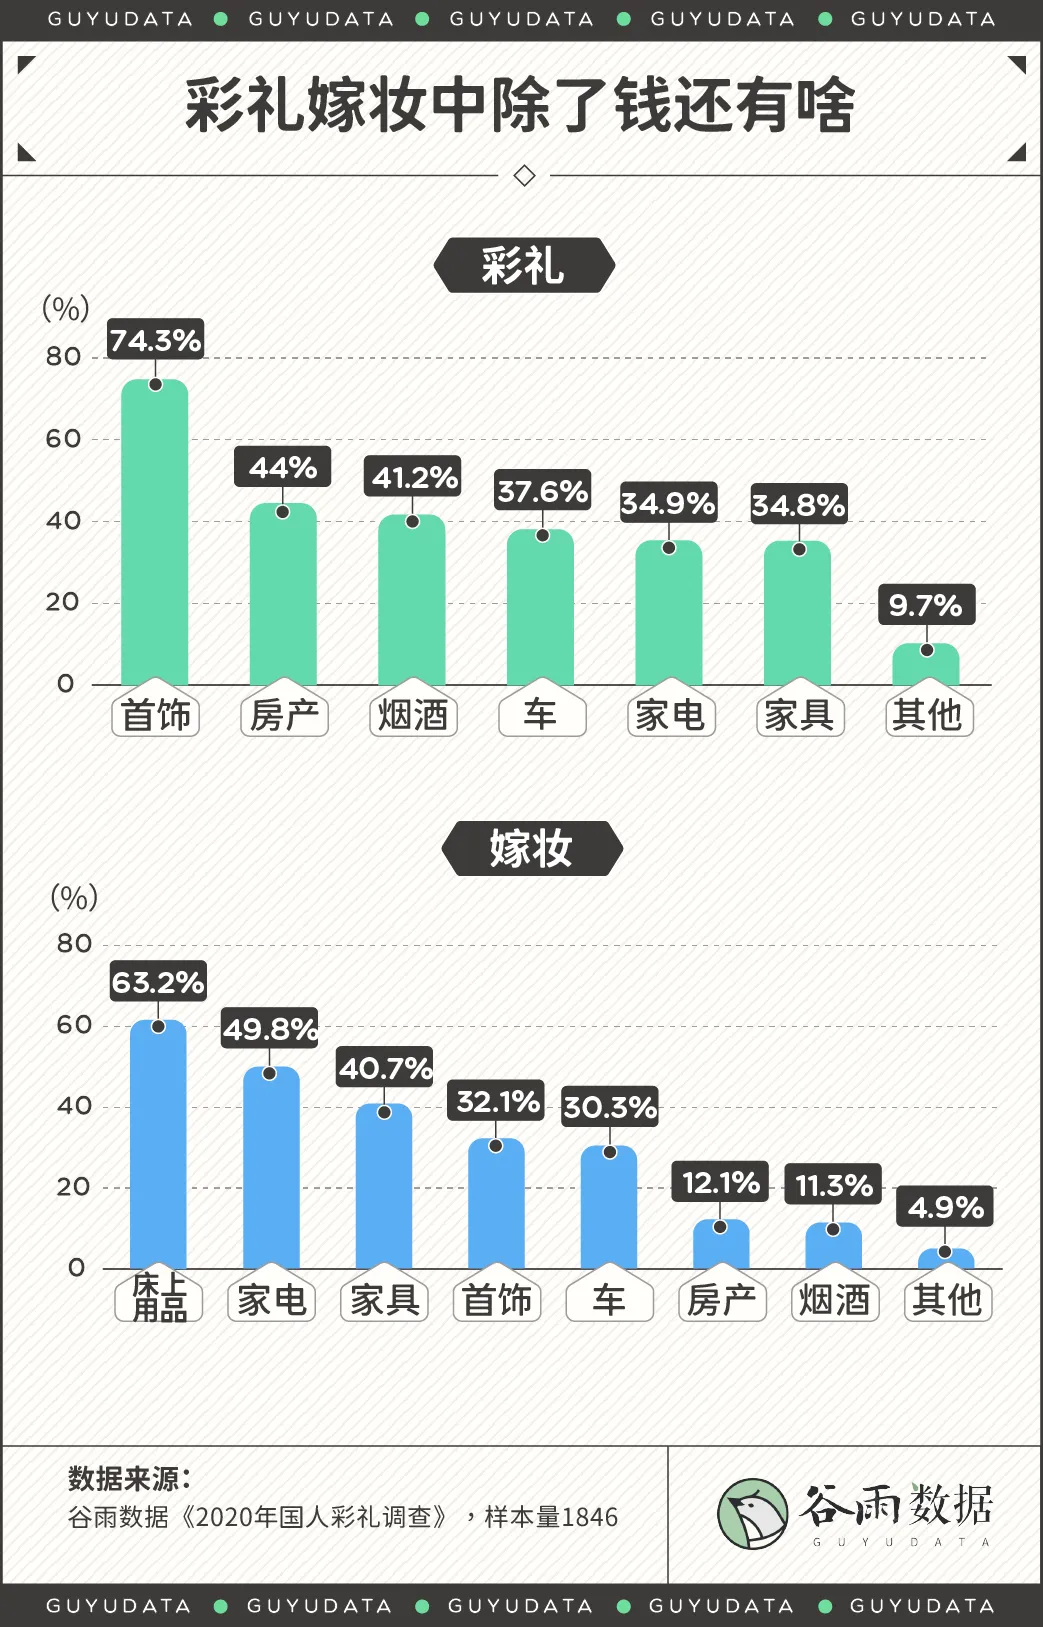 GUYUDATA ● GUYUDATA ● GUYUDATA ● GUYUDATA ● GUYUDATA
彩礼嫁妆中除了钱还有啥
彩礼
(%)
74.3%
80
60
44%
41.2%
37.6%
34.9%
34.8%
40
20
9.7%
0
首饰 房产 烟酒 车 家电 家具 其他
嫁妆
(%)
80
63.2%
60
49.8%
40.7%
32.1%
30.3%
40
20
12.1%
11.3%
4.9%
0
床上用品 家电 家具 首饰 车 房产 烟酒 其他
数据来源：
谷雨数据《2020年国人彩礼调查》，样本量1846
谷雨数据
GUYUDATA
GUYUDATA ● GUYUDATA ● GUYUDATA ● GUYUDATA ● GUYUDATA